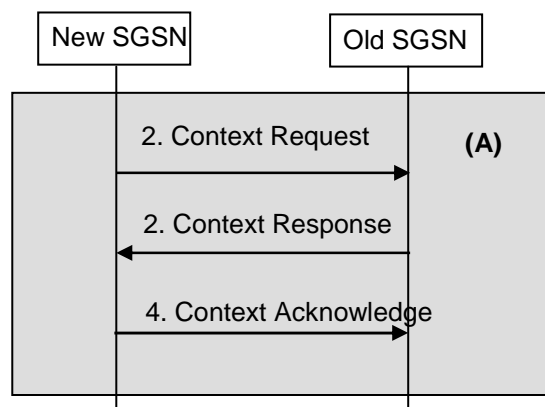 New SGSN
Old SGSN
2. Context Request
(A)
2. Context Response
4. Context Acknowledge